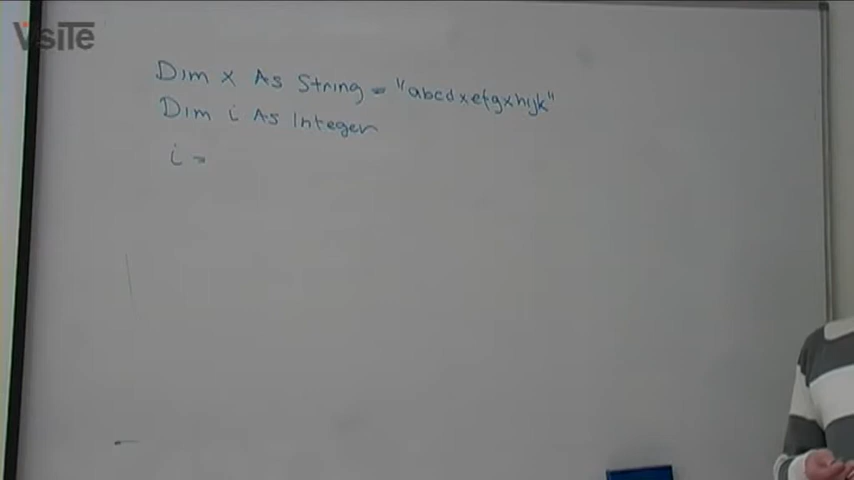 VsiTe
Dim x As String = "abcdxefgxhijk"
Dim i As Integer
i =